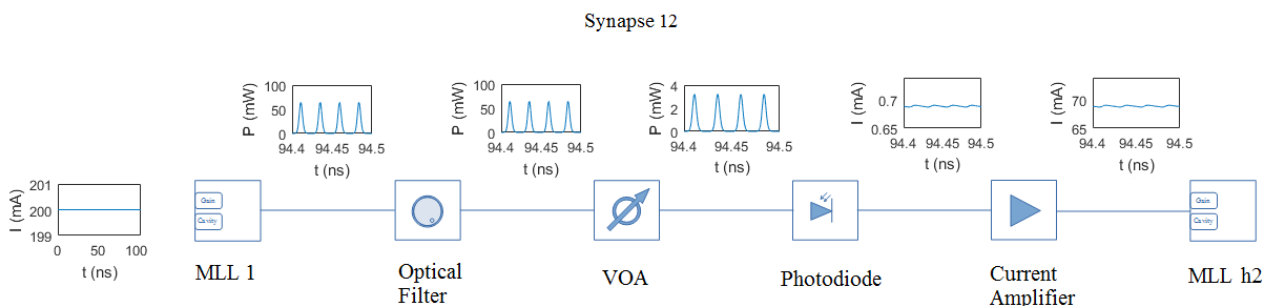 Synapse 12
100
50
0
P (mW)
94.4 94.45 94.5
t (ns)
100
50
0
P (mW)
94.4 94.45 94.5
t (ns)
4
2
0
P (mW)
94.4 94.45 94.5
t (ns)
0.7
0.65
I (mA)
94.4 94.45 94.5
t (ns)
70
65
I (mA)
94.4 94.45 94.5
t (ns)
201
200
199
I (mA)
0 50 100
t (ns)
Gain
Cavity
Gain
Cavity
MLL 1
Optical
Filter
VOA
Photodiode
Current
Amplifier
MLL h2